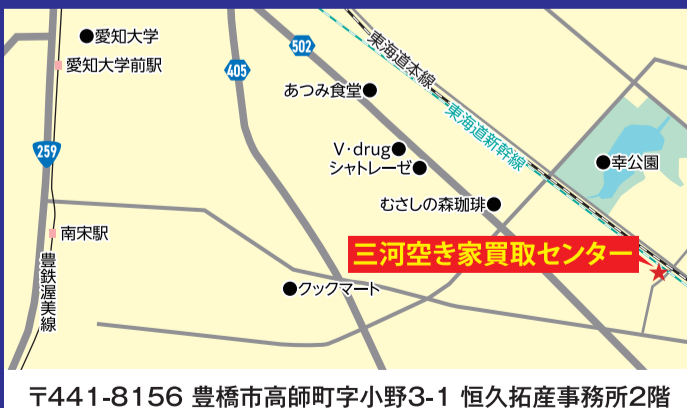 愛知大学
愛知大学前駅
502
405
東海道本線
あつみ食堂
東海道新幹線
V・drug
シャトレーゼ
幸公園
259
むさしの森珈琲
南栄駅
三河空き家買取センター
豊鉄渥美線
クックマート
〒441-8156 豊橋市高師町字小野3-1 恒久拓産事務所2階